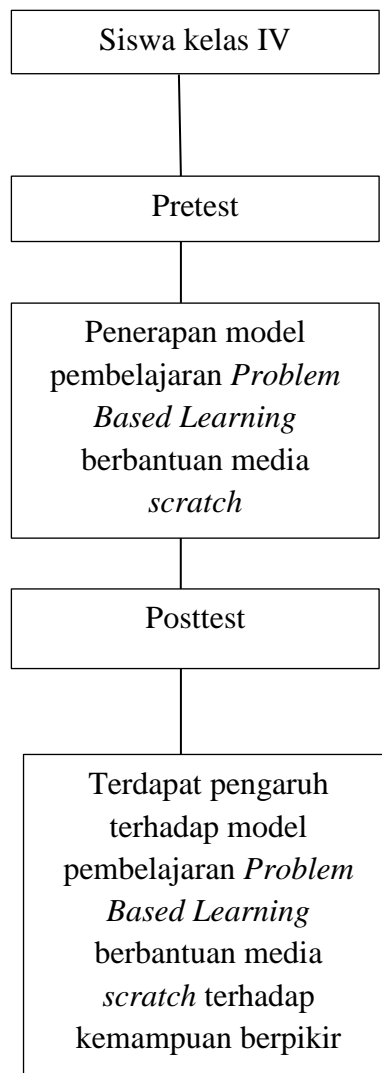 Siswa kelas IV
Pretest
Penerapan model
pembelajaran Problem
Based Learning
berbantuan media
scratch
Posttest
Terdapat pengaruh
terhadap model
pembelajaran Problem
Based Learning
berbantuan media
scratch terhadap
kemampuan berpikir